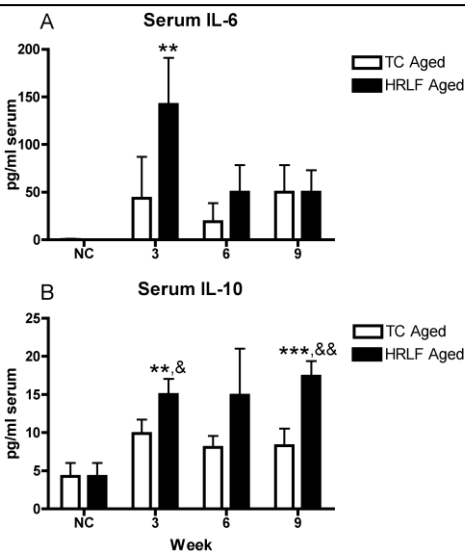 A
Serum IL-6
TC Aged
HRLF Aged
pg/ml serum
200
150
100
50
0
**
NC 3 6 9
B
Serum IL-10
TC Aged
HRLF Aged
pg/ml serum
25
20
15
10
5
0
**,&
***,&&
NC 3 6 9
Week